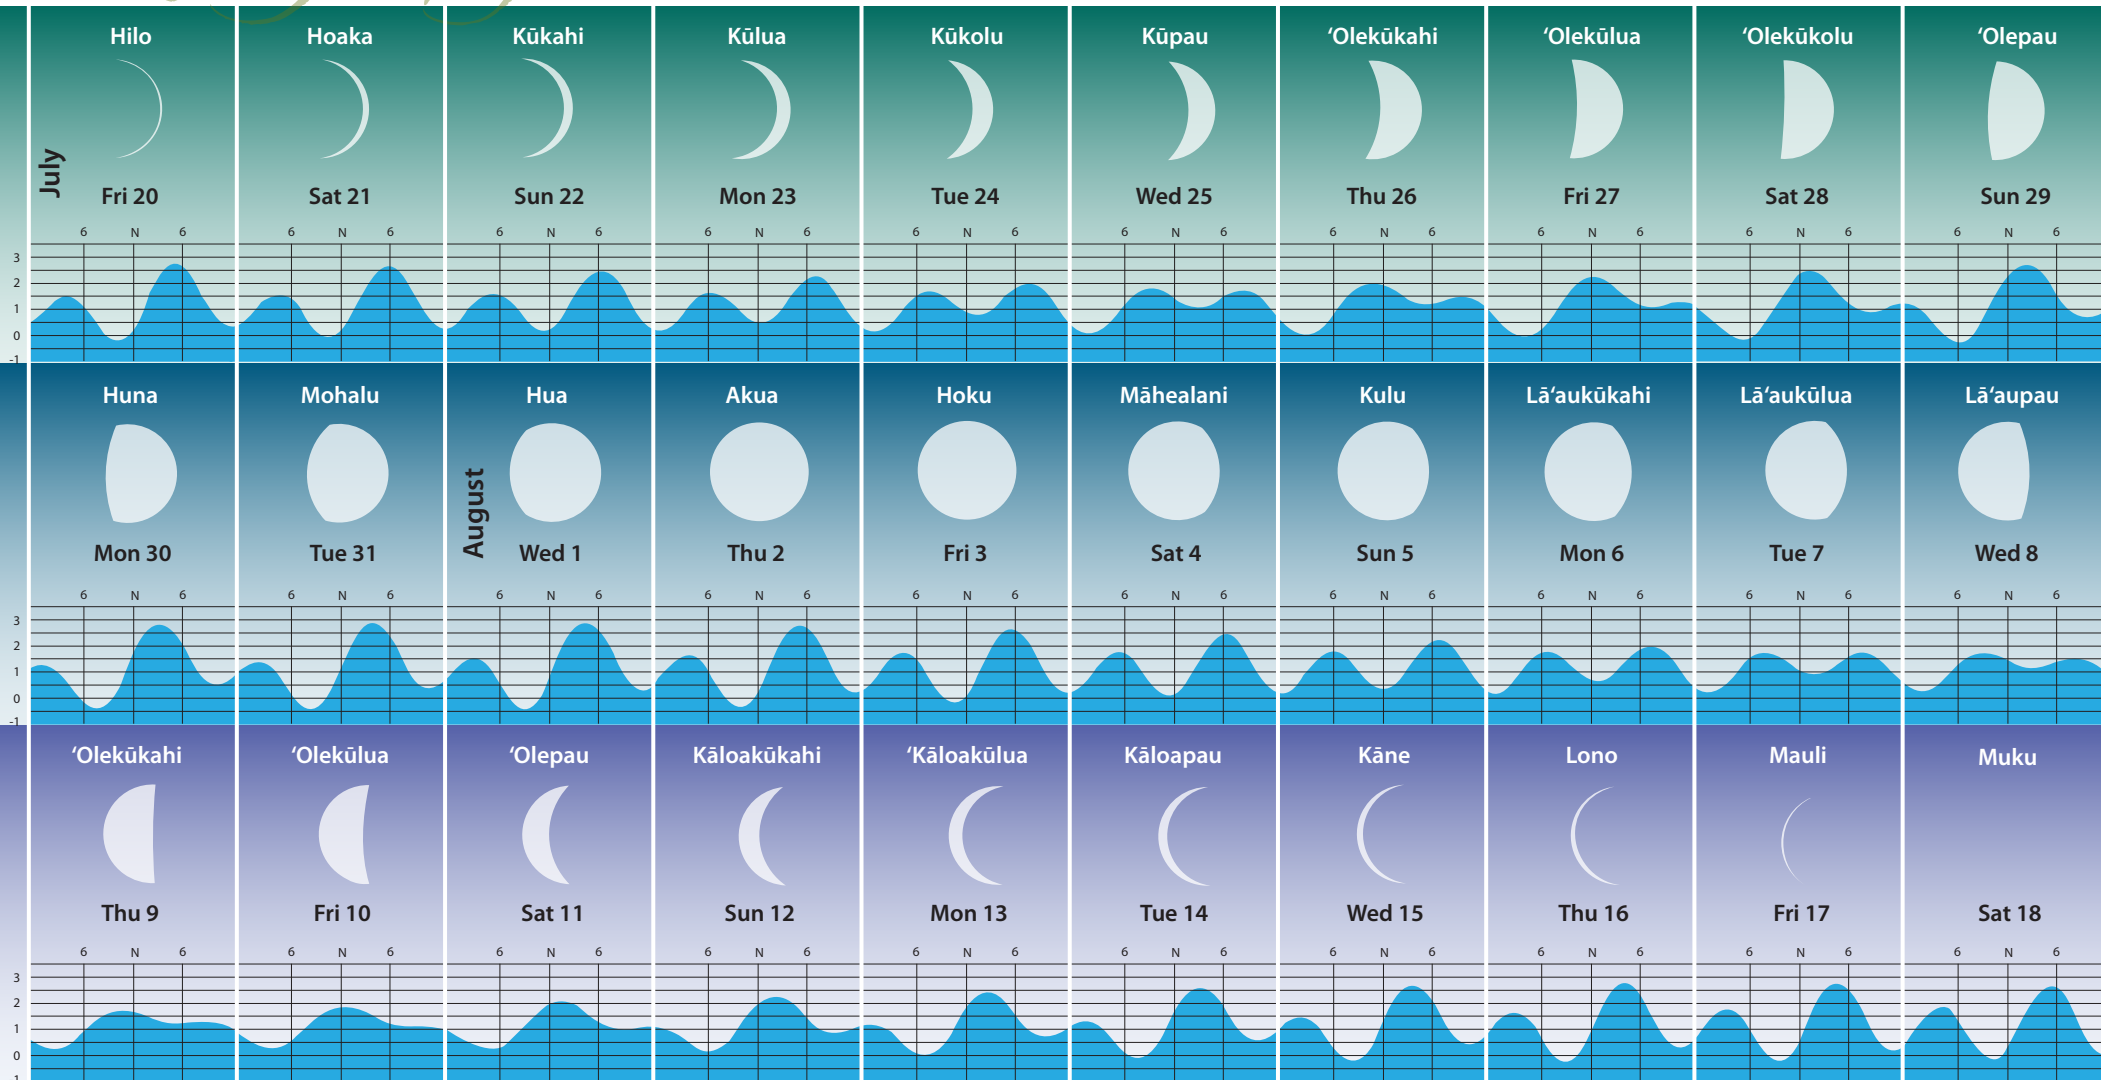 Hilo Hoaka Kūkahi Kūlua Kūkolu Kūpau ʻOlekūkahi ʻOlekūlua ʻOlekūkolu ʻOlepau
July
Fri 20 Sat 21 Sun 22 Mon 23 Tue 24 Wed 25 Thu 26 Fri 27 Sat 28 Sun 29
6 N 6 6 N 6 6 N 6 6 N 6 6 N 6 6 N 6 6 N 6 6 N 6 6 N 6 6 N 6
3
2
1
0
-1
Huna Mohalu Hua Akua Hoku Māhealani Kulu Lāʻaukūkahi Lāʻaukūlua Lāʻaupau
August
Mon 30 Tue 31 Wed 1 Thu 2 Fri 3 Sat 4 Sun 5 Mon 6 Tue 7 Wed 8
6 N 6 6 N 6 6 N 6 6 N 6 6 N 6 6 N 6 6 N 6 6 N 6 6 N 6 6 N 6
3
2
1
0
-1
ʻOlekūkahi ʻOlekūlua ʻOlepau Kāloakūkahi ʻKāloakūlua Kāloapau Kāne Lono Mauli Muku
Thu 9 Fri 10 Sat 11 Sun 12 Mon 13 Tue 14 Wed 15 Thu 16 Fri 17 Sat 18
6 N 6 6 N 6 6 N 6 6 N 6 6 N 6 6 N 6 6 N 6 6 N 6 6 N 6 6 N 6
3
2
1
0